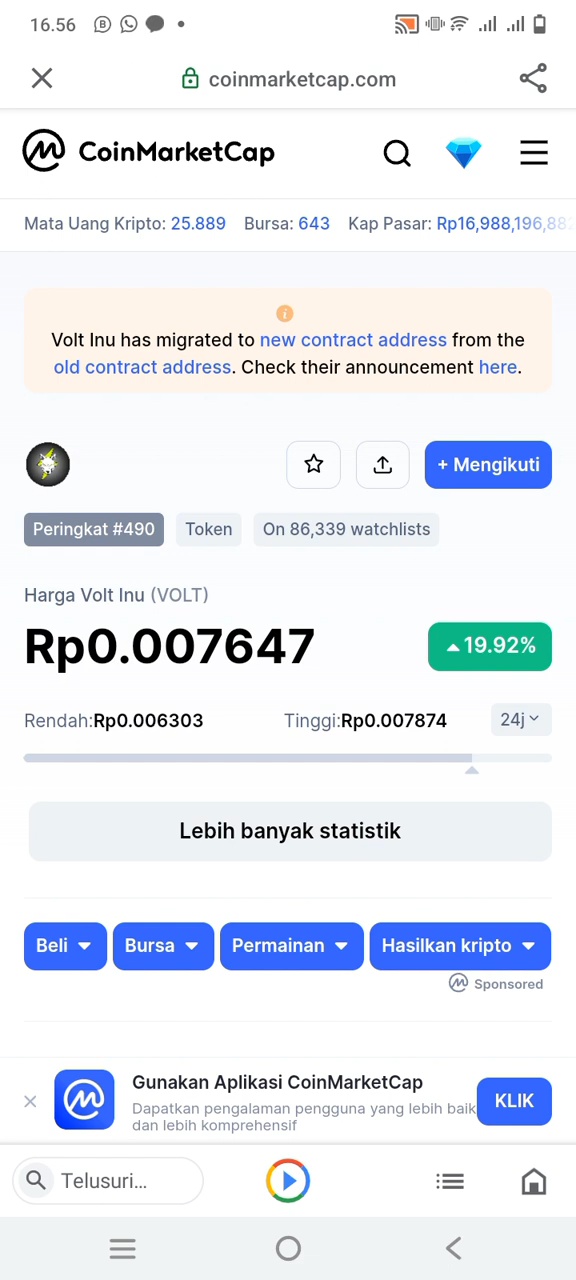 16.56
coinmarketcap.com
CoinMarketCap
Mata Uang Kripto: 25.889 Bursa: 643 Kap Pasar: Rp16,988,196,882
Volt Inu has migrated to new contract address from the
old contract address. Check their announcement here.
+ Mengikuti
Peringkat #490 Token On 86,339 watchlists
Harga Volt Inu (VOLT)
Rp0.007647 19.92%
Rendah:Rp0.006303 Tinggi:Rp0.007874 24j
Lebih banyak statistik
Beli Bursa Permainan Hasilkan kripto
Sponsored
Gunakan Aplikasi CoinMarketCap
Dapatkan pengalaman pengguna yang lebih baik
dan lebih komprehensif
KLIK
Telusuri...